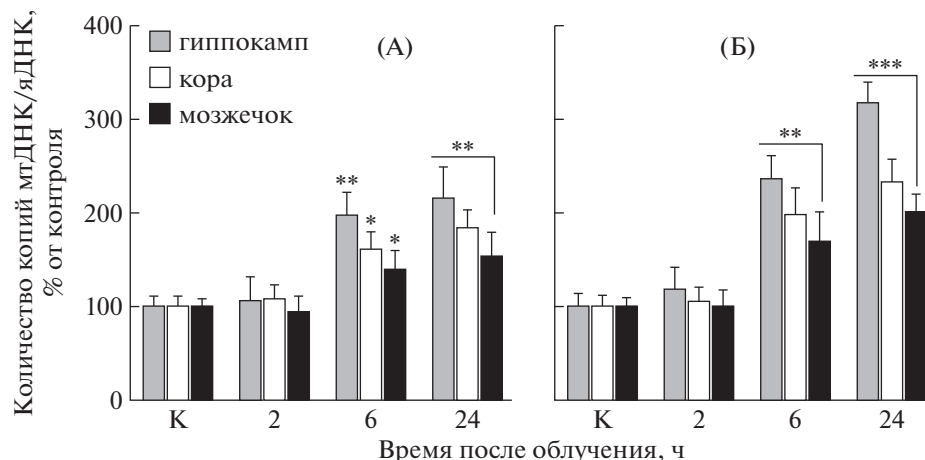 Количество копий мтДНК/яДНК,
% от контроля
400
300
200
100
0
гиппокамп
кора
мозжечок
(А)
**
*
*
**
К
2
6
24
(Б)
**
***
К
2
6
24
Время после облучения, ч